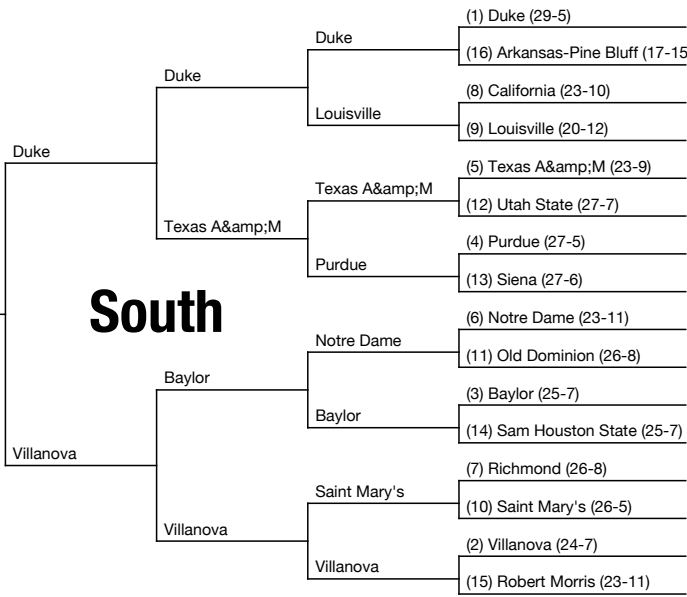 (1) Duke (29-5)
Duke
(16) Arkansas-Pine Bluff (17-15
Duke
(8) California (23-10)
Louisville
(9) Louisville (20-12)
Duke
(5) Texas A&amp;M (23-9)
Texas A&amp;M
(12) Utah State (27-7)
Texas A&amp;M
(4) Purdue (27-5)
Purdue
(13) Siena (27-6)
South
(6) Notre Dame (23-11)
Notre Dame
(11) Old Dominion (26-8)
Baylor
(3) Baylor (25-7)
Baylor
(14) Sam Houston State (25-7)
Villanova
(7) Richmond (26-8)
Saint Mary's
(10) Saint Mary's (26-5)
Villanova
(2) Villanova (24-7)
Villanova
(15) Robert Morris (23-11)